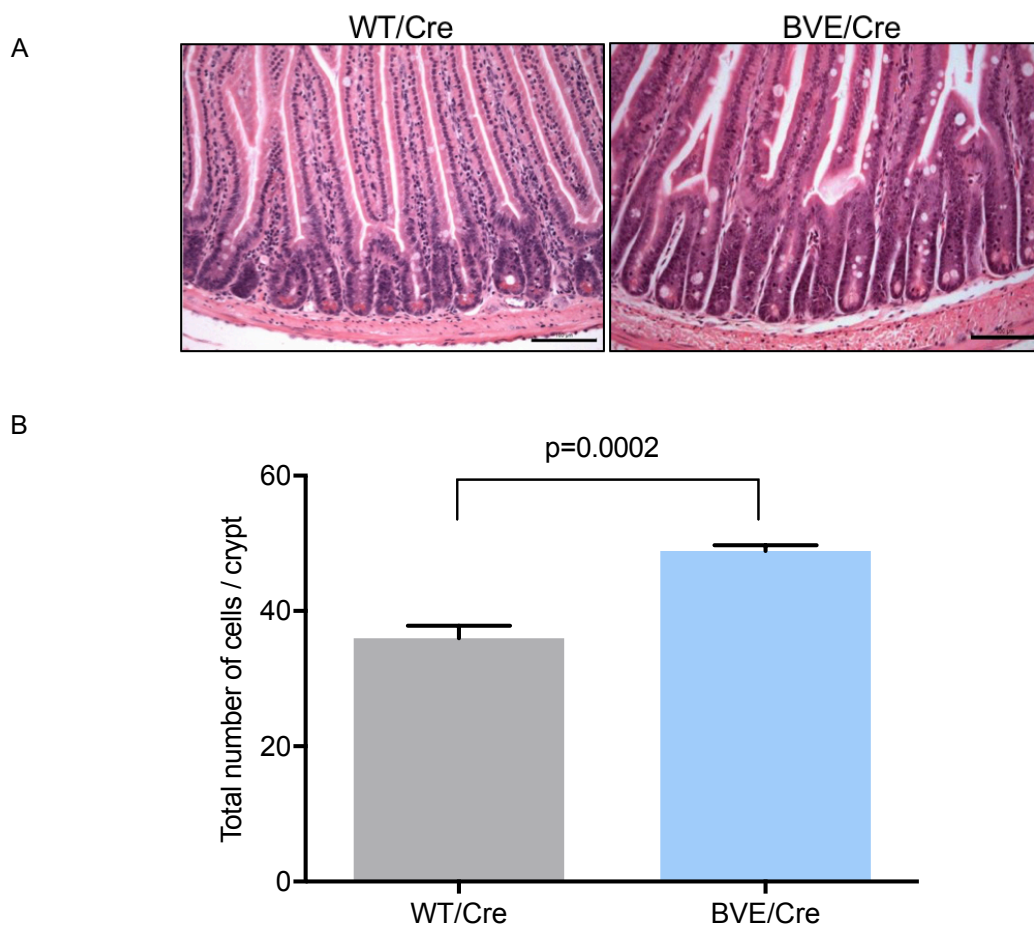 A
WT/Cre
BVE/Cre
B
p=0.0002
Total number of cells / crypt
60
40
20
0
WT/Cre
BVE/Cre